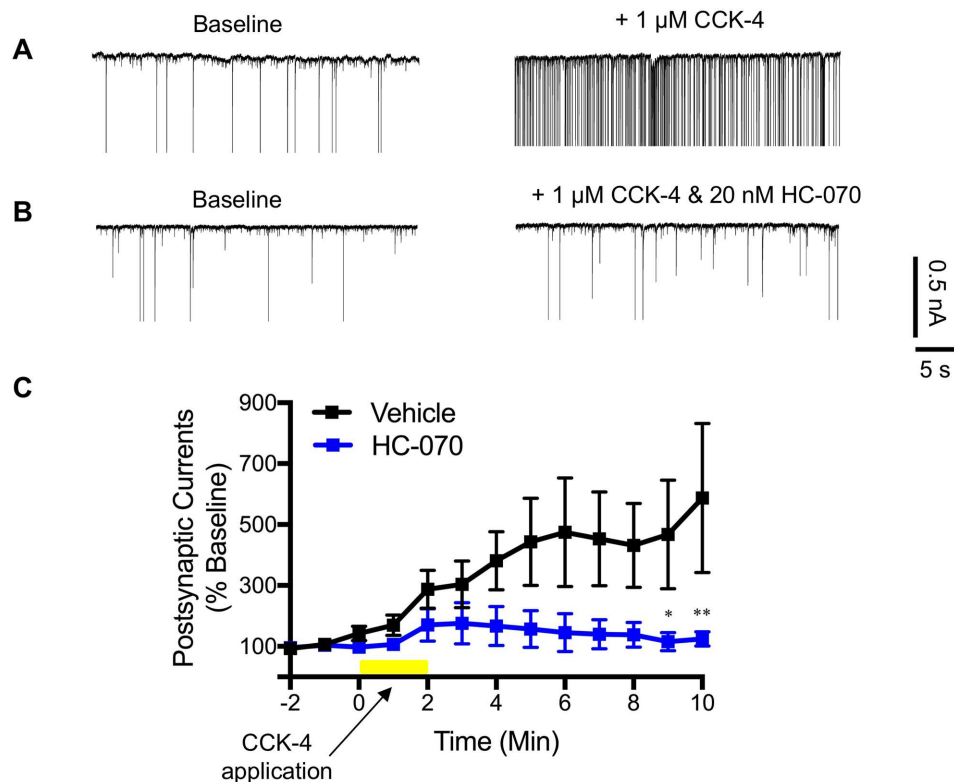 A
Baseline
+ 1 µM CCK-4
B
Baseline
+ 1 µM CCK-4 & 20 nM HC-070
0.5 nA
5 s
C
Postsynaptic Currents
(% Baseline)
900
700
500
300
100
Vehicle
HC-070
*
**
-2
0
2
4
6
8
10
Time (Min)
CCK-4
application